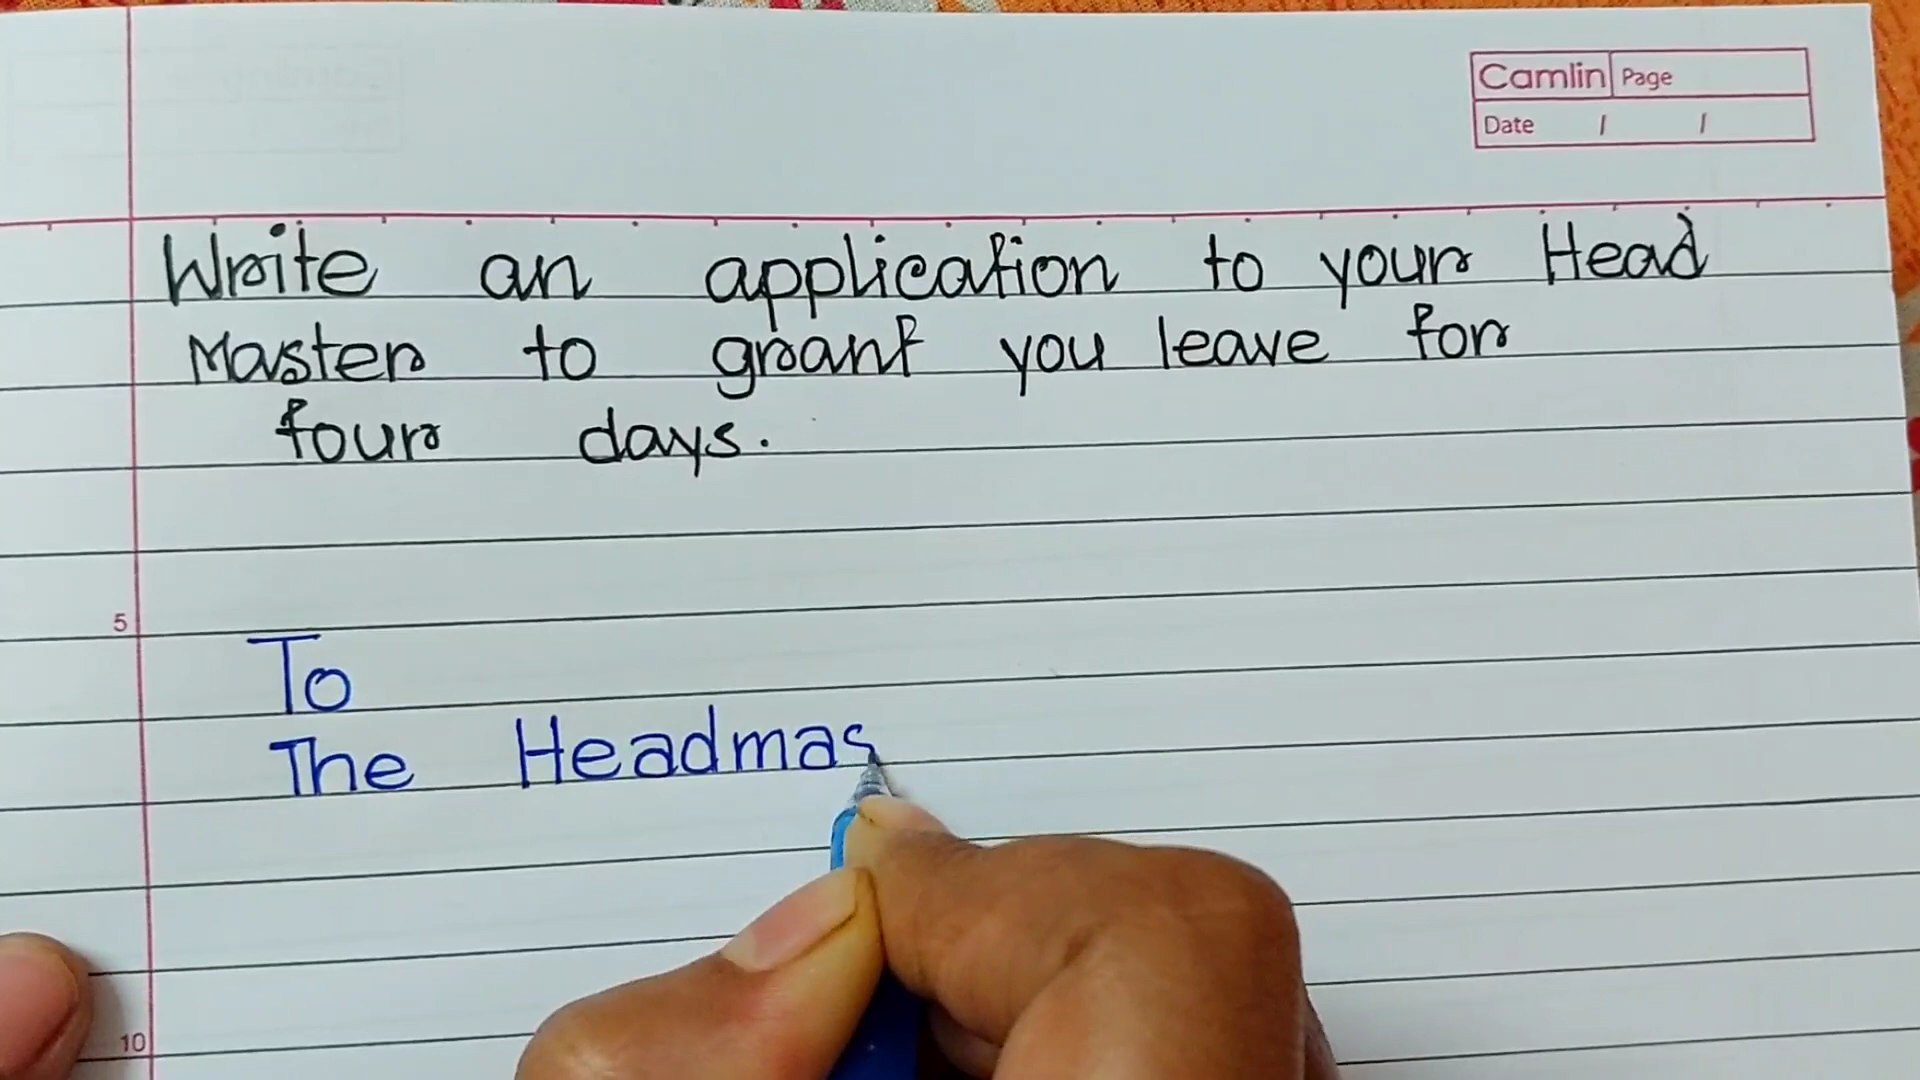 Camlin Page
Date / /
Write an application to your Head
Master to grant you leave for
four days.
5
To
The Headmas
10